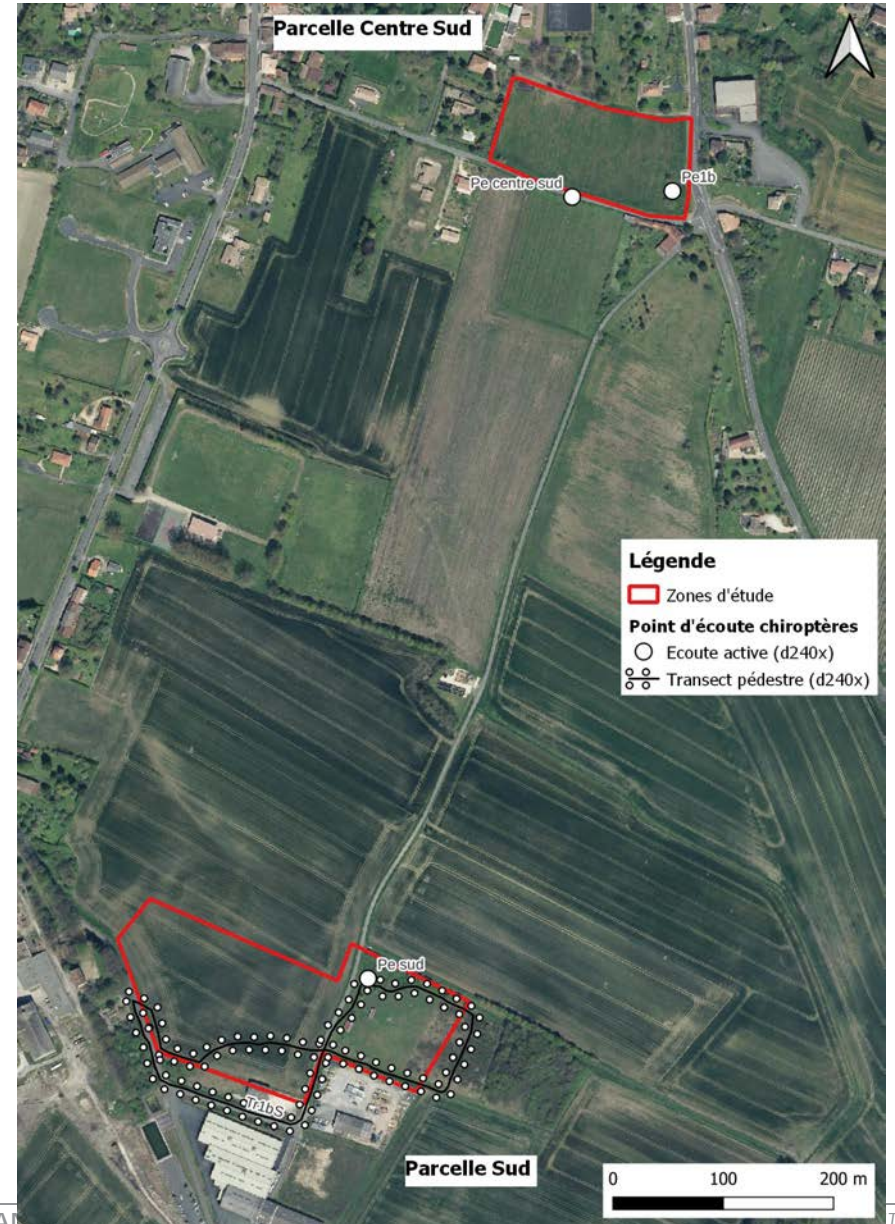 Parcelle Centre Sud
Pe centre sud
Pe1b
Légende
Zones d'étude
Point d'écoute chiroptères
Ecoute active (d240x)
Transect pédestre (d240x)
Pe sud
Tr1bS
Parcelle Sud
0 100 200 m